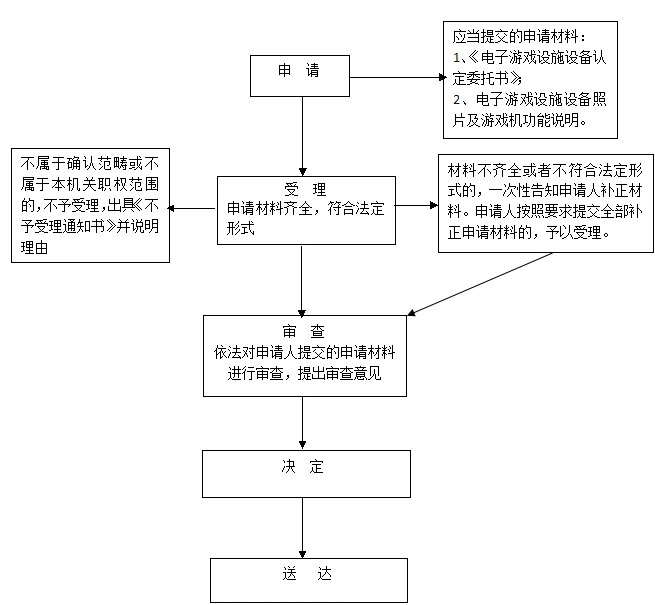 申 请
应当提交的申请材料：
1、《电子游戏设施设备认
定委托书》；
2、电子游戏设施设备照
片及游戏机功能说明。
不属于确认范畴或不
属于本机关职权范围
的，不予受理，出具《不
予受理通知书》并说明
理由
受 理
申请材料齐全，符合法定
形式
材料不齐全或者不符合法定形
式的，一次性告知申请人补正材
料。申请人按照要求提交全部补
正申请材料的，予以受理。
审 查
依法对申请人提交的申请材料
进行审查，提出审查意见
决 定
送 达